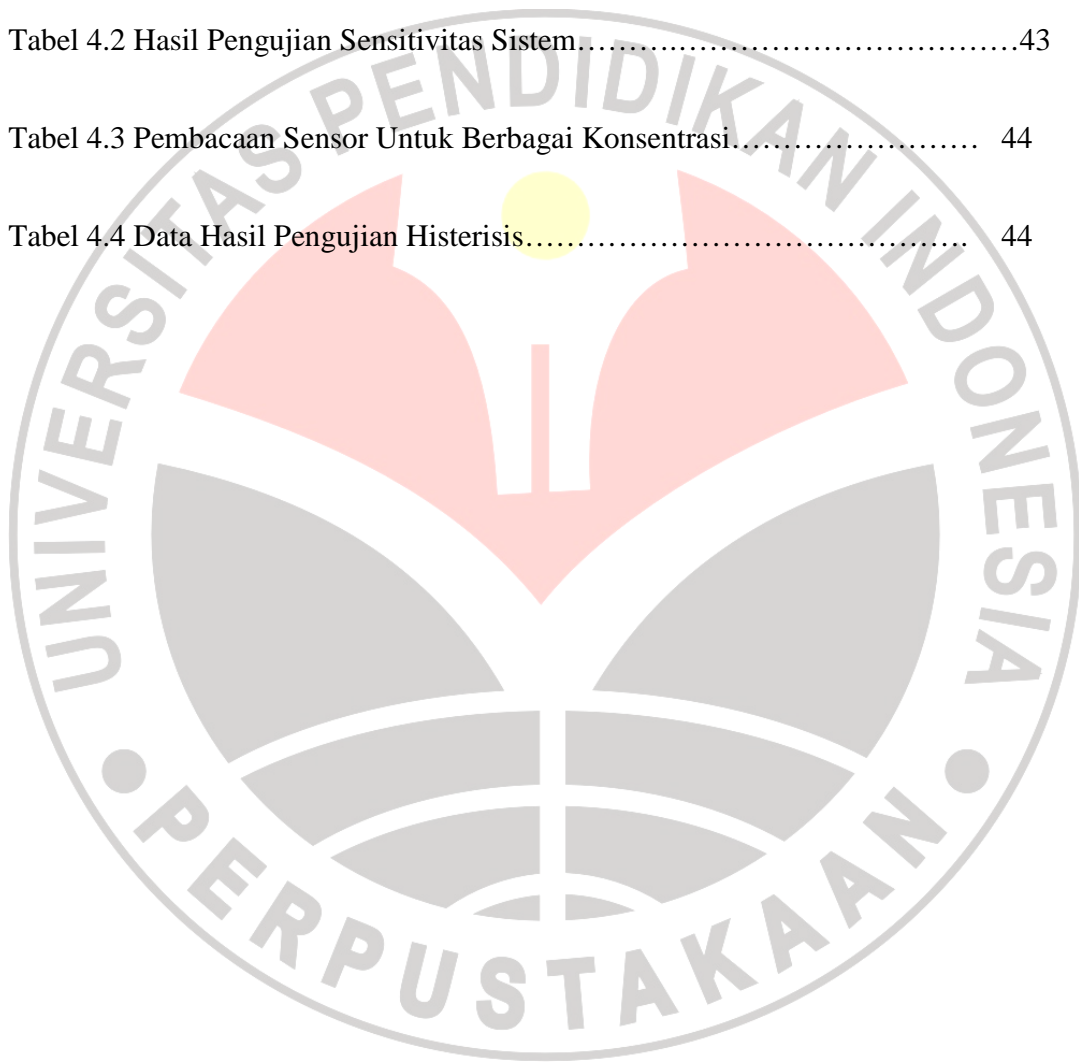 Tabel 4.2 Hasil Pengujian Sensitivitas Sistem…………………………………………43
Tabel 4.3 Pembacaan Sensor Untuk Berbagai Konsentrasi…………………… 44
Tabel 4.4 Data Hasil Pengujian Histerisis……………………………………. 44
UNIVERSITAS PENDIDIKAN INDONESIA
PERPUSTAKAAN